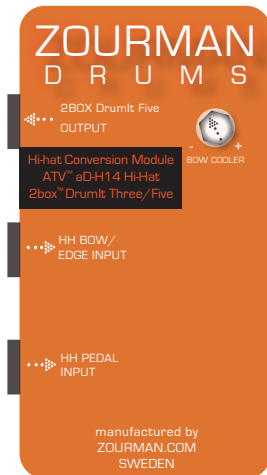 ZOURMAN
DRUMS
2BOX DrumIt Five
OUTPUT
- +
BOW COOLER
Hi-hat Conversion Module
ATV™ aD-H14 Hi-Hat
2box™ DrumIt Three/Five
HH BOW/
EDGE INPUT
HH PEDAL
INPUT
manufactured by
ZOURMAN.COM
SWEDEN